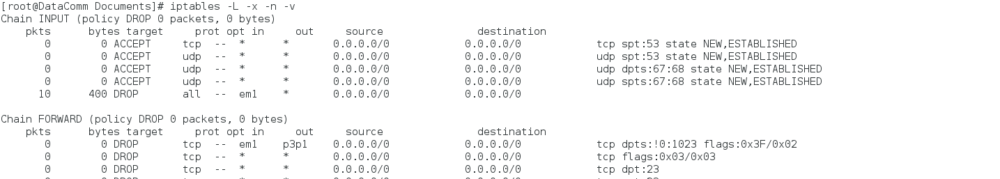 [root@DataComm Documents]# iptables -L -x -n -v
Chain INPUT (policy DROP 0 packets, 0 bytes)
    pkts      bytes target     prot opt in     out     source               destination
       0        0 ACCEPT     tcp  --  *      *       0.0.0.0/0            0.0.0.0/0            tcp spt:53 state NEW,ESTABLISHED
       0        0 ACCEPT     udp  --  *      *       0.0.0.0/0            0.0.0.0/0            udp spt:53 state NEW,ESTABLISHED
       0        0 ACCEPT     udp  --  *      *       0.0.0.0/0            0.0.0.0/0            udp dpts:67:68 state NEW,ESTABLISHED
       0        0 ACCEPT     udp  --  *      *       0.0.0.0/0            0.0.0.0/0            udp spts:67:68 state NEW,ESTABLISHED
      10      400 DROP       all  --  em1    *       0.0.0.0/0            0.0.0.0/0
Chain FORWARD (policy DROP 0 packets, 0 bytes)
    pkts      bytes target     prot opt in     out     source               destination
       0        0 DROP       tcp  --  em1    p3p1    0.0.0.0/0            0.0.0.0/0            tcp dpts:!0:1023 flags:0x3F/0x02
       0        0 DROP       tcp  --  *      *       0.0.0.0/0            0.0.0.0/0            tcp flags:0x03/0x03
       0        0 DROP       tcp  --  *      *       0.0.0.0/0            0.0.0.0/0            tcp dpt:23